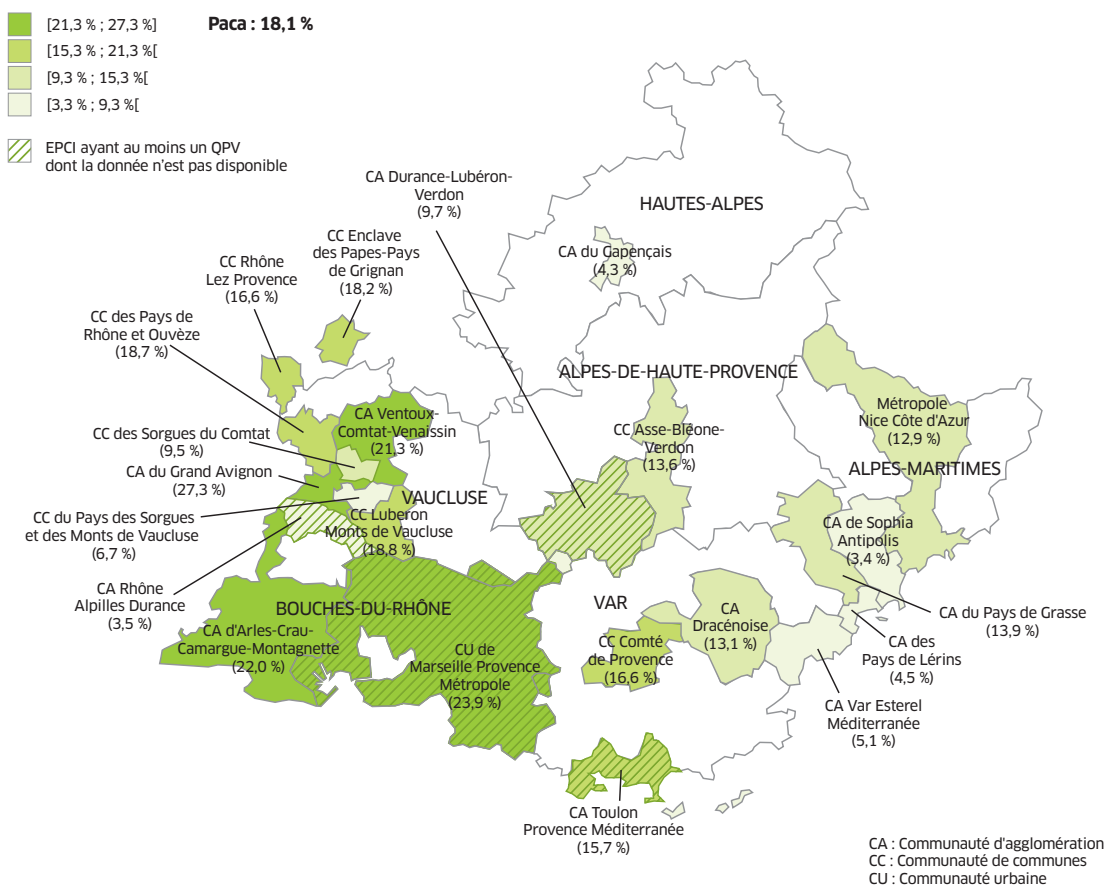 [21,3 % ; 27,3 %]
Paca : 18,1 %
[15,3 % ; 21,3 %[
[9,3 % ; 15,3 %[
[3,3 % ; 9,3 %[
EPCI ayant au moins un QPV
dont la donnée n'est pas disponible
CA Durance-Lubéron-
Verdon
(9,7 %)
HAUTES-ALPES
CA du Gapençais
(4,3 %)
CC Enclave
des Papes-Pays
de Grignan
(18,2 %)
CC Rhône
Lez Provence
(16,6 %)
CC des Pays de
Rhône et Ouvèze
(18,7 %)
ALPES-DE-HAUTE-PROVENCE
CA Ventoux-
Comtat-Venaissin
(21,3 %)
CC des Sorgues du Comtat
(9,5 %)
CA du Grand Avignon
(27,3 %)
CC du Pays des Sorgues
et des Monts de Vaucluse
(6,7 %)
VAUCLUSE
CC Luberon
Monts de Vaucluse
(18,8 %)
CC Asse-Bléone-
Verdon
(13,6 %)
Métropole
Nice Côte d'Azur
(12,9 %)
ALPES-MARITIMES
CA de Sophia
Antipolis
(3,4 %)
CA Rhône
Alpilles Durance
(3,5 %)
BOUCHES-DU-RHÔNE
CA d'Arles-Crau-
Camargue-Montagnette
(22,0 %)
CU de
Marseille Provence
Métropole
(23,9 %)
VAR
CC Comté
de Provence
(16,6 %)
CA
Dracénoise
(13,1 %)
CA du Pays de Grasse
(13,9 %)
CA des
Pays de Lérins
(4,5 %)
CA Var Esterel
Méditerranée
(5,1 %)
CA Toulon
Provence Méditerranée
(15,7 %)
CA : Communauté d'agglomération
CC : Communauté de communes
CU : Communauté urbaine